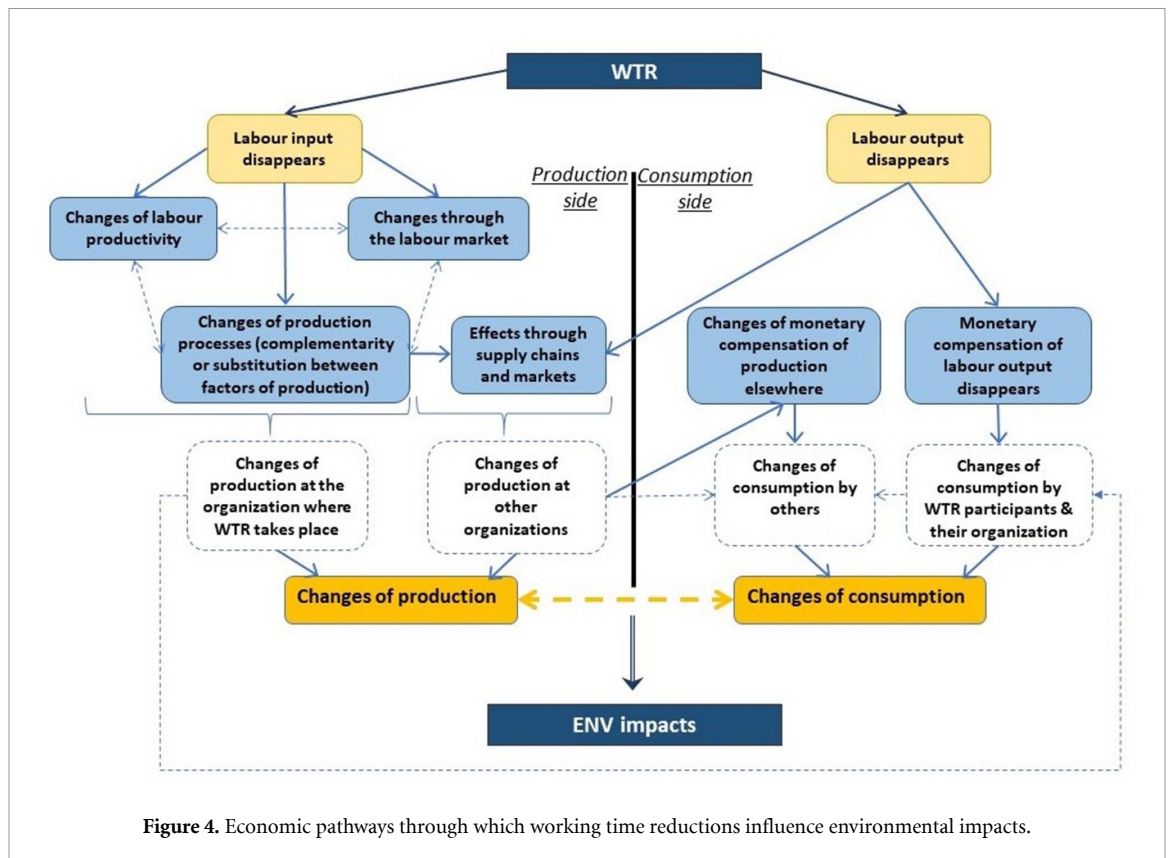 WTR
Labour input
disappears
Labour output
disappears
Production
side
Consumption
side
Changes of labour
productivity
Changes through
the labour market
Changes of production
processes (complementarity
or substitution between
factors of production)
Effects through
supply chains
and markets
Changes of monetary
compensation of
production
elsewhere
Monetary
compensation of
labour output
disappears
Changes of
production at the
organization where
WTR takes place
Changes of
production at
other
organizations
Changes of
consumption by
others
Changes of
consumption by
WTR participants &
their organization
Changes of production
Changes of consumption
ENV impacts
Figure 4. Economic pathways through which working time reductions influence environmental impacts.